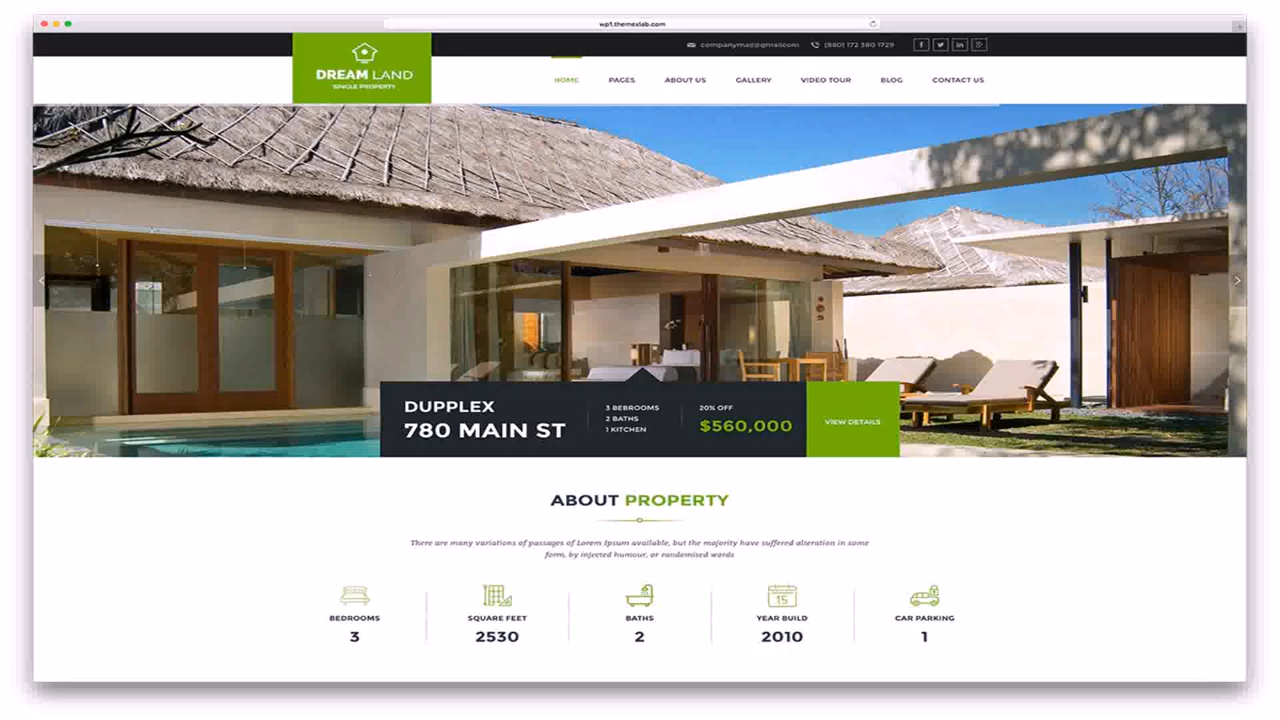 wp1.themexlab.com
companymail@gmail.com (880) 172 380 1729
DREAM LAND
SINGLE PROPERTY
HOME PAGES ABOUT US GALLERY VIDEO TOUR BLOG CONTACT US
DUPPLEX
780 MAIN ST
3 BEBROOMS
2 BATHS
1 KITCHEN
20% OFF
$560,000
VIEW DETAILS
ABOUT PROPERTY
There are many variations of passages of Lorem Ipsum available, but the majority have suffered alteration in some
form, by injected humour, or randomised words
15
BEDROOMS SQUARE FEET BATHS YEAR BUILD CAR PARKING
3 2530 2 2010 1